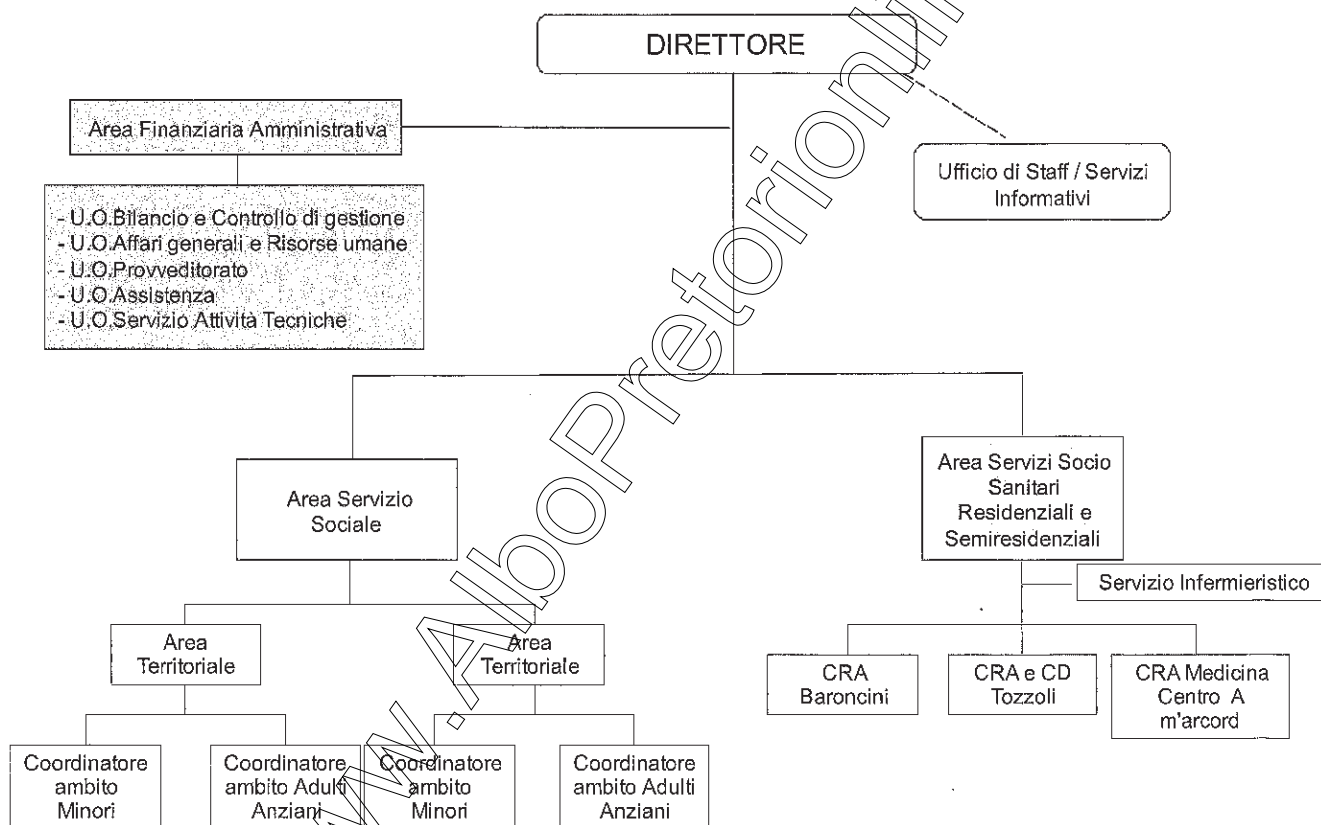 DIRETTORE
Area Finanziaria Amministrativa
Ufficio di Staff / Servizi
Informativi
- U.O.Bilancio e Controllo di gestione
- U.O.Affari generali e Risorse umane
- U.O.Provveditorato
- U.O.Assistenza
- U.O.Servizio Attività Tecniche
Area Servizio
Sociale
Area Servizi Socio
Sanitari
Residenziali e
Semiresidenziali
Servizio Infermieristico
Area
Territoriale
Area
Territoriale
CRA
Baroncini
CRA e CD
Tozzoli
CRA Medicina
Centro A
m'arcord
Coordinatore
ambito
Minori
Coordinatore
ambito Adulti
Anziani
Coordinatore
ambito
Minori
Coordinatore
ambito Adulti
Anziani
ww.AlboPretorionli